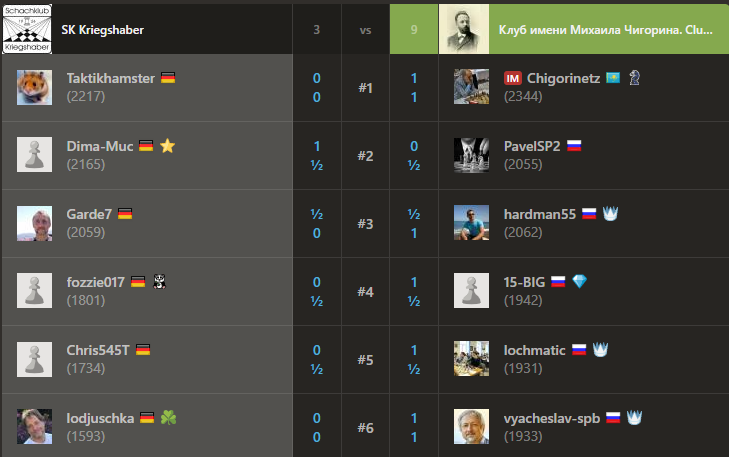 Schachklub
19 24
Kriegshaber
SK Kriegshaber 3 vs 9 Клуб имени Михаила Чигорина. Clu...
Taktikhamster 0 1 IM Chigorinetz
(2217) 0 #1 1 (2344)
Dima-Muc 1 0 PavelSP2
(2165) ½ #2 ½ (2055)
Garde7 ½ ½ hardman55
(2059) 0 #3 1 (2062)
fozzie017 0 1 15-BIG
(1801) ½ #4 ½ (1942)
Chris545T 0 1 lochmatic
(1734) ½ #5 ½ (1931)
lodjuschka 0 1 vyacheslav-spb
(1593) 0 #6 1 (1933)